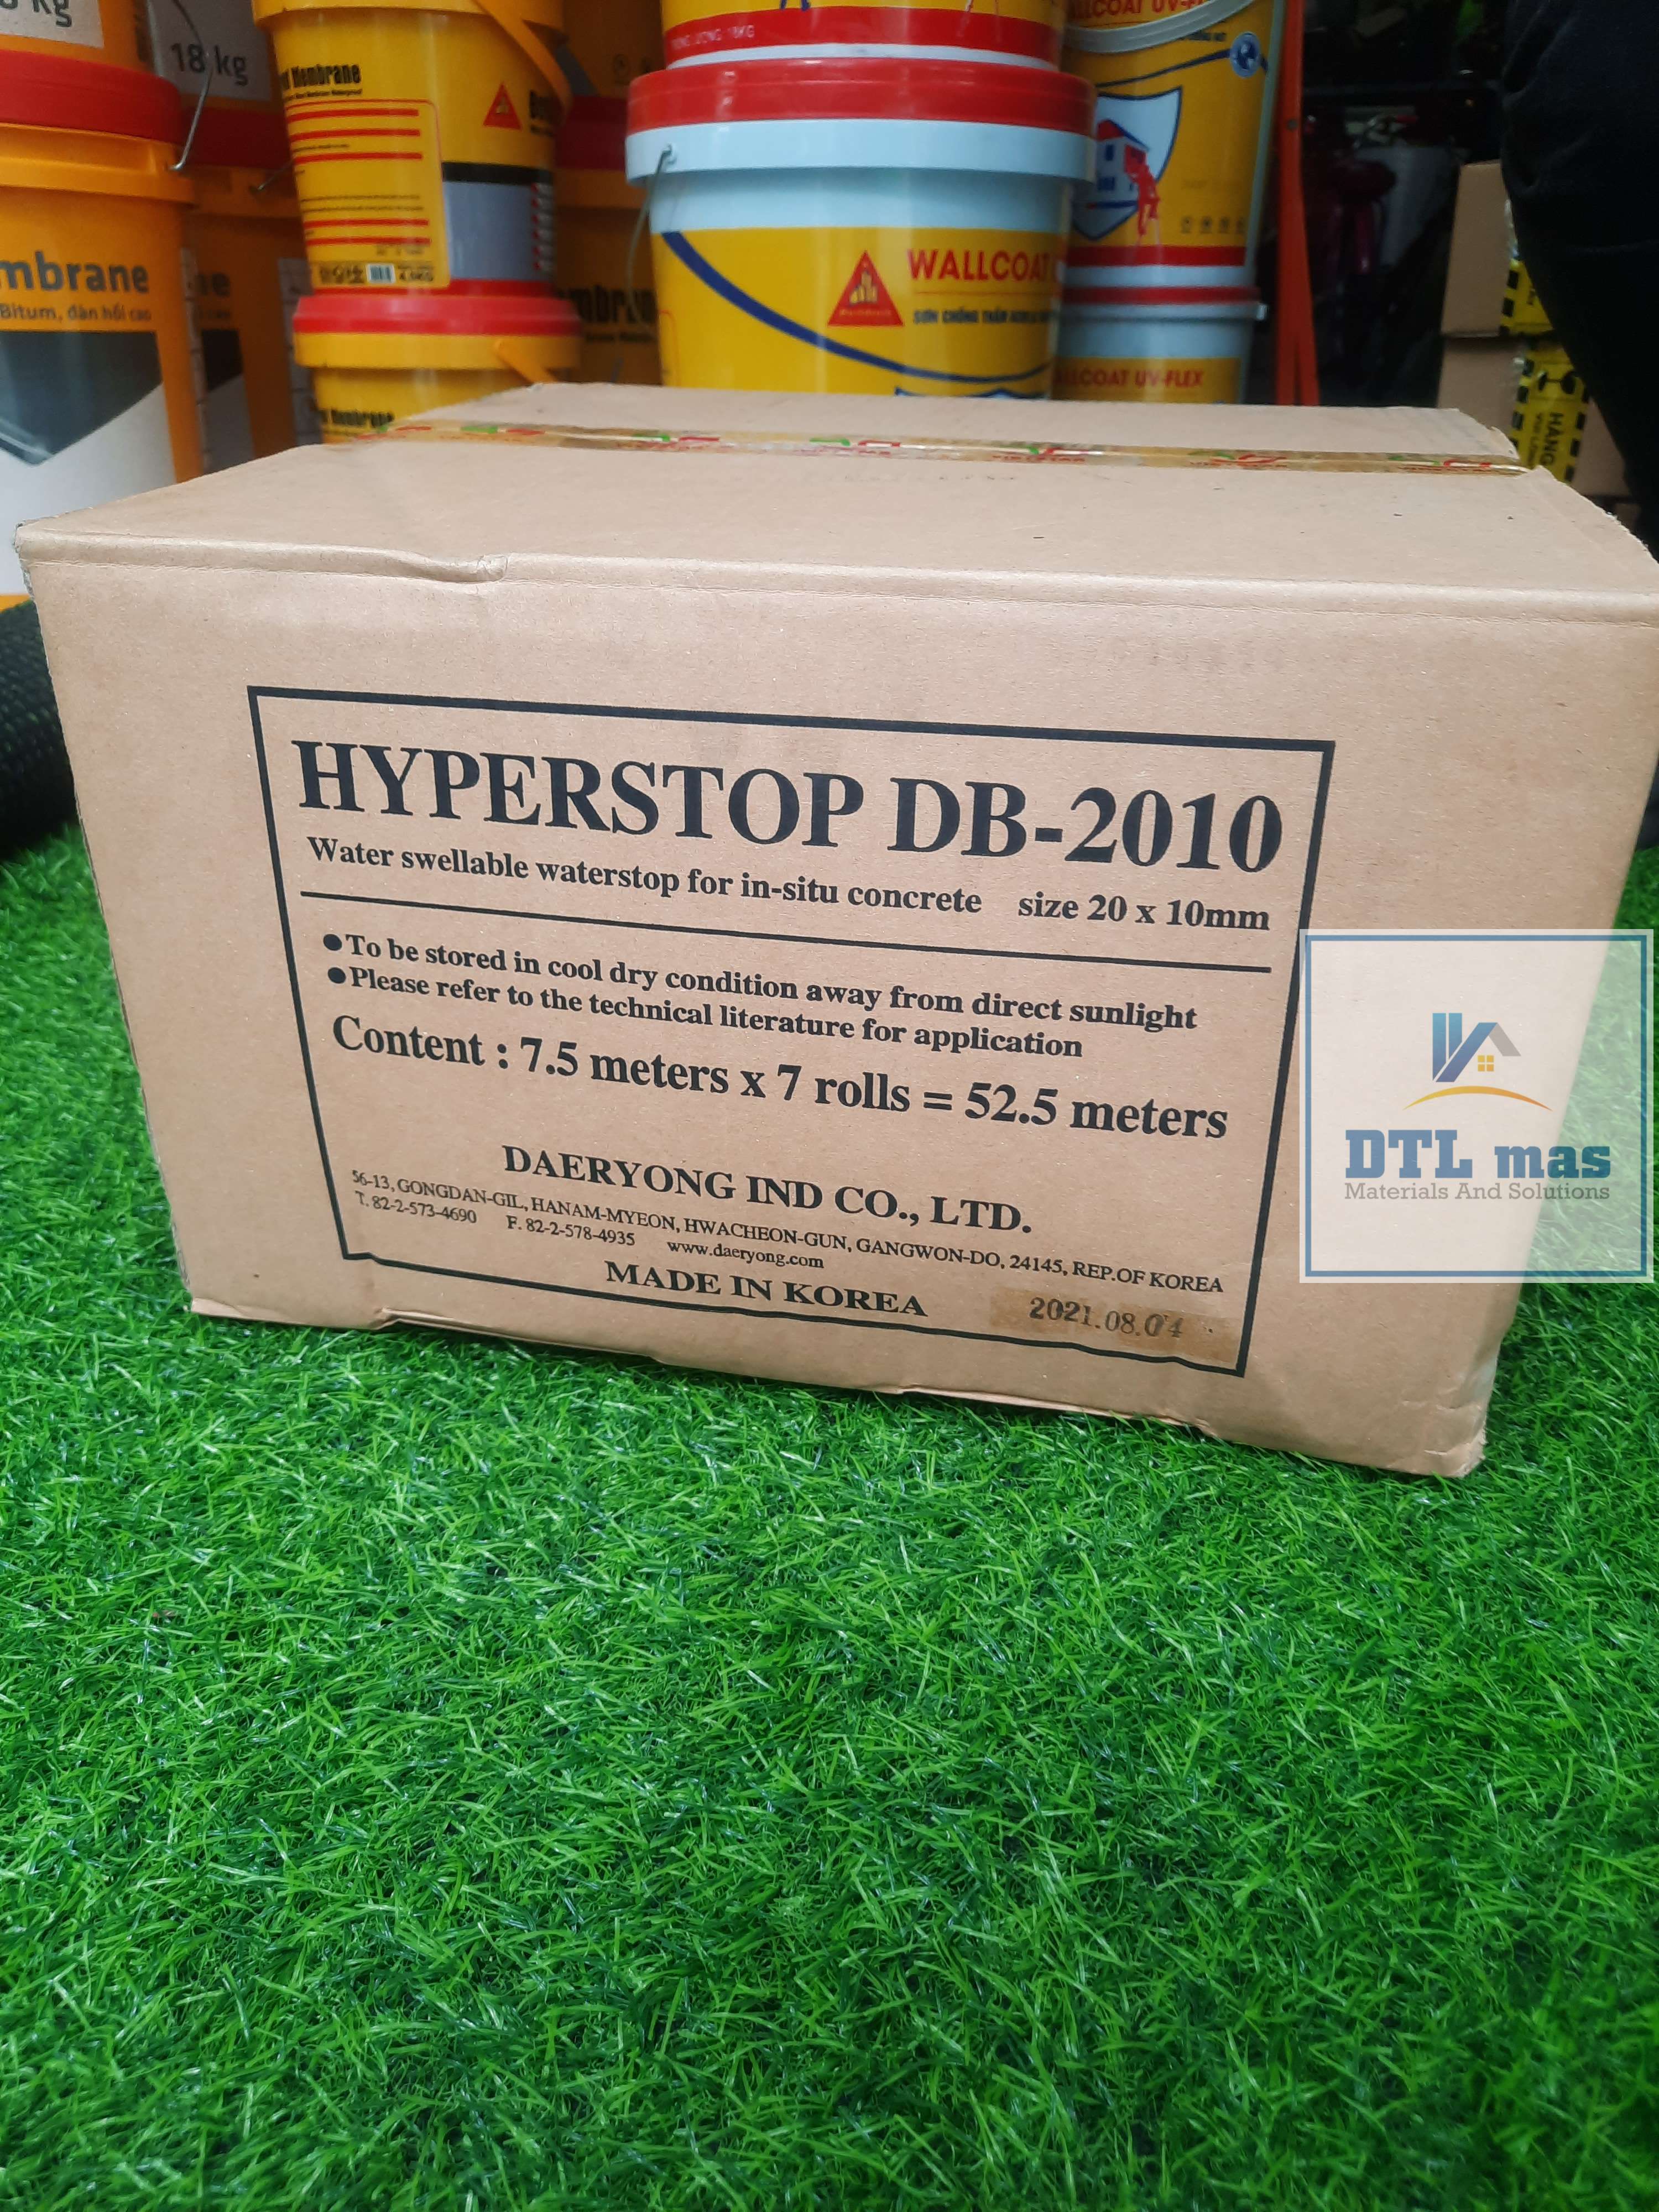 18 kg
Membrane
WALLCOAT UV-FLEX
mbrane
Bitum, đàn hồi cao
WALLCOAT
SƠN CHỐNG THẤM
WALLCOAT UV-FLEX
Membrane
HYPERSTOP DB-2010
Water swellable waterstop for in-situ concrete size 20 x 10mm
●To be stored in cool dry condition away from direct sunlight
●Please refer to the technical literature for application
Content : 7.5 meters x 7 rolls = 52.5 meters
DAERYONG IND CO., LTD.
56-13, GONGDAN-GIL, HANAM-MYEON, HWACHEON-GUN, GANGWON-DO, 24145, REP.OF KOREA
T. 82-2-573-4690 F. 82-2-578-4935 www.daeryong.com
MADE IN KOREA 2021.08.04
DTL mas
Materials And Solutions